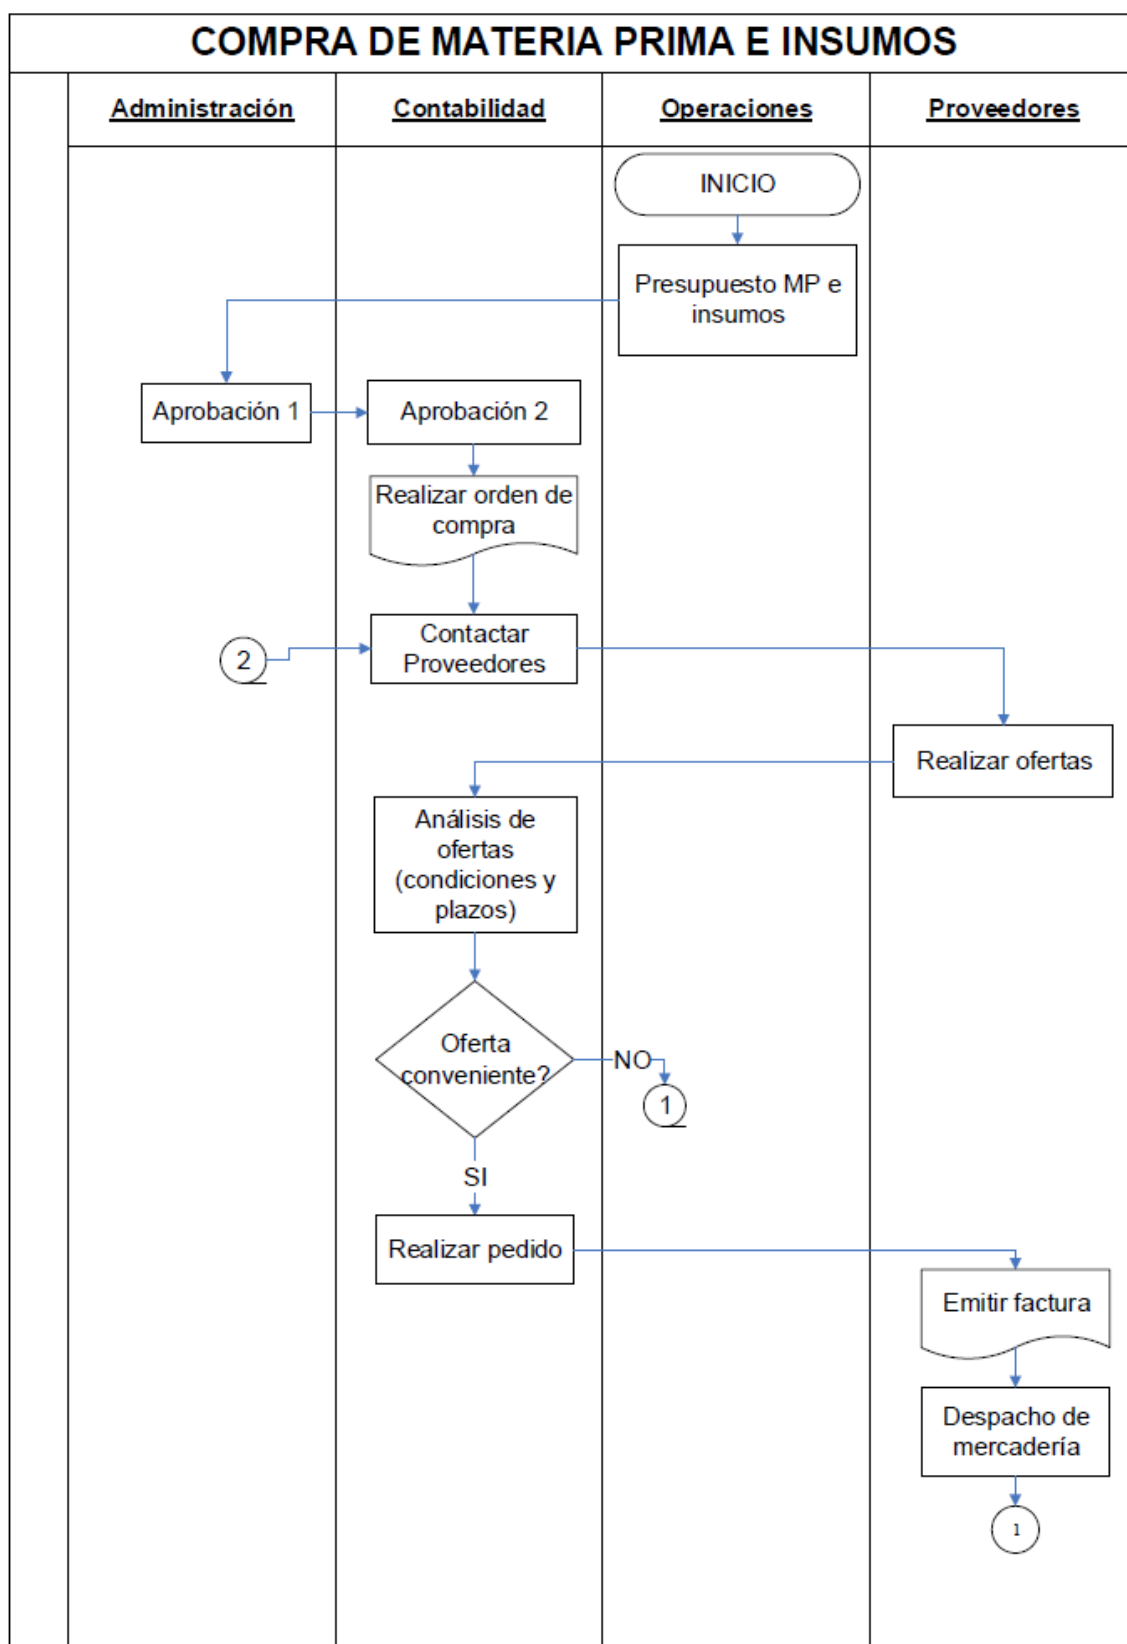 COMPRA DE MATERIA PRIMA E INSUMOS
Administración
Contabilidad
Operaciones
Proveedores
INICIO
Presupuesto MP e
insumos
Aprobación 1
Aprobación 2
Realizar orden de
compra
2
Contactar
Proveedores
Realizar ofertas
Análisis de
ofertas
(condiciones y
plazos)
Oferta
conveniente?
NO
1
SI
Realizar pedido
Emitir factura
Despacho de
mercadería
1